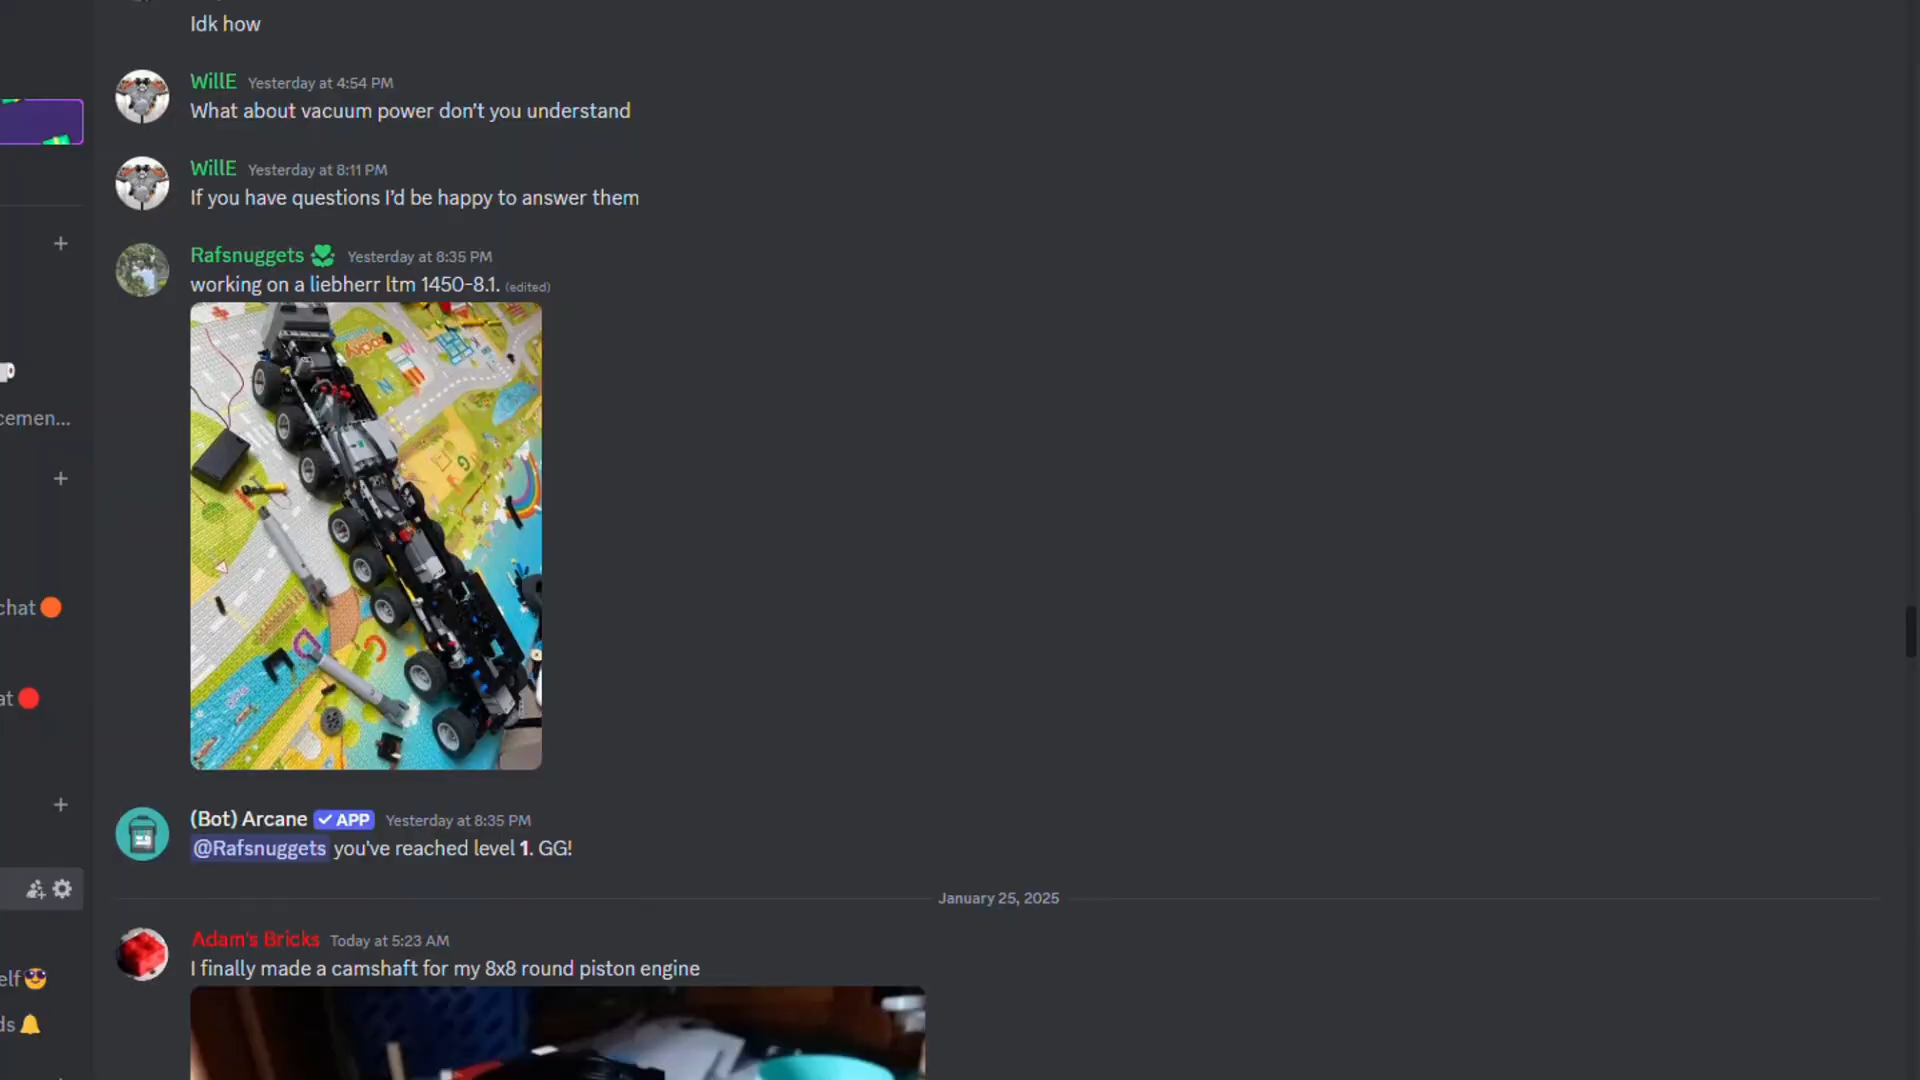 Idk how
WillE Yesterday at 4:54 PM
What about vacuum power don't you understand
WillE Yesterday at 8:11 PM
If you have questions I'd be happy to answer them
Rafsnuggets Yesterday at 8:35 PM
working on a liebherr ltm 1450-8.1. (edited)
cemen...
chat
at
(Bot) Arcane ✓ APP Yesterday at 8:35 PM
@Rafsnuggets you've reached level 1. GG!
January 25, 2025
Adam's Bricks Today at 5:23 AM
I finally made a camshaft for my 8x8 round piston engine
elf
ds